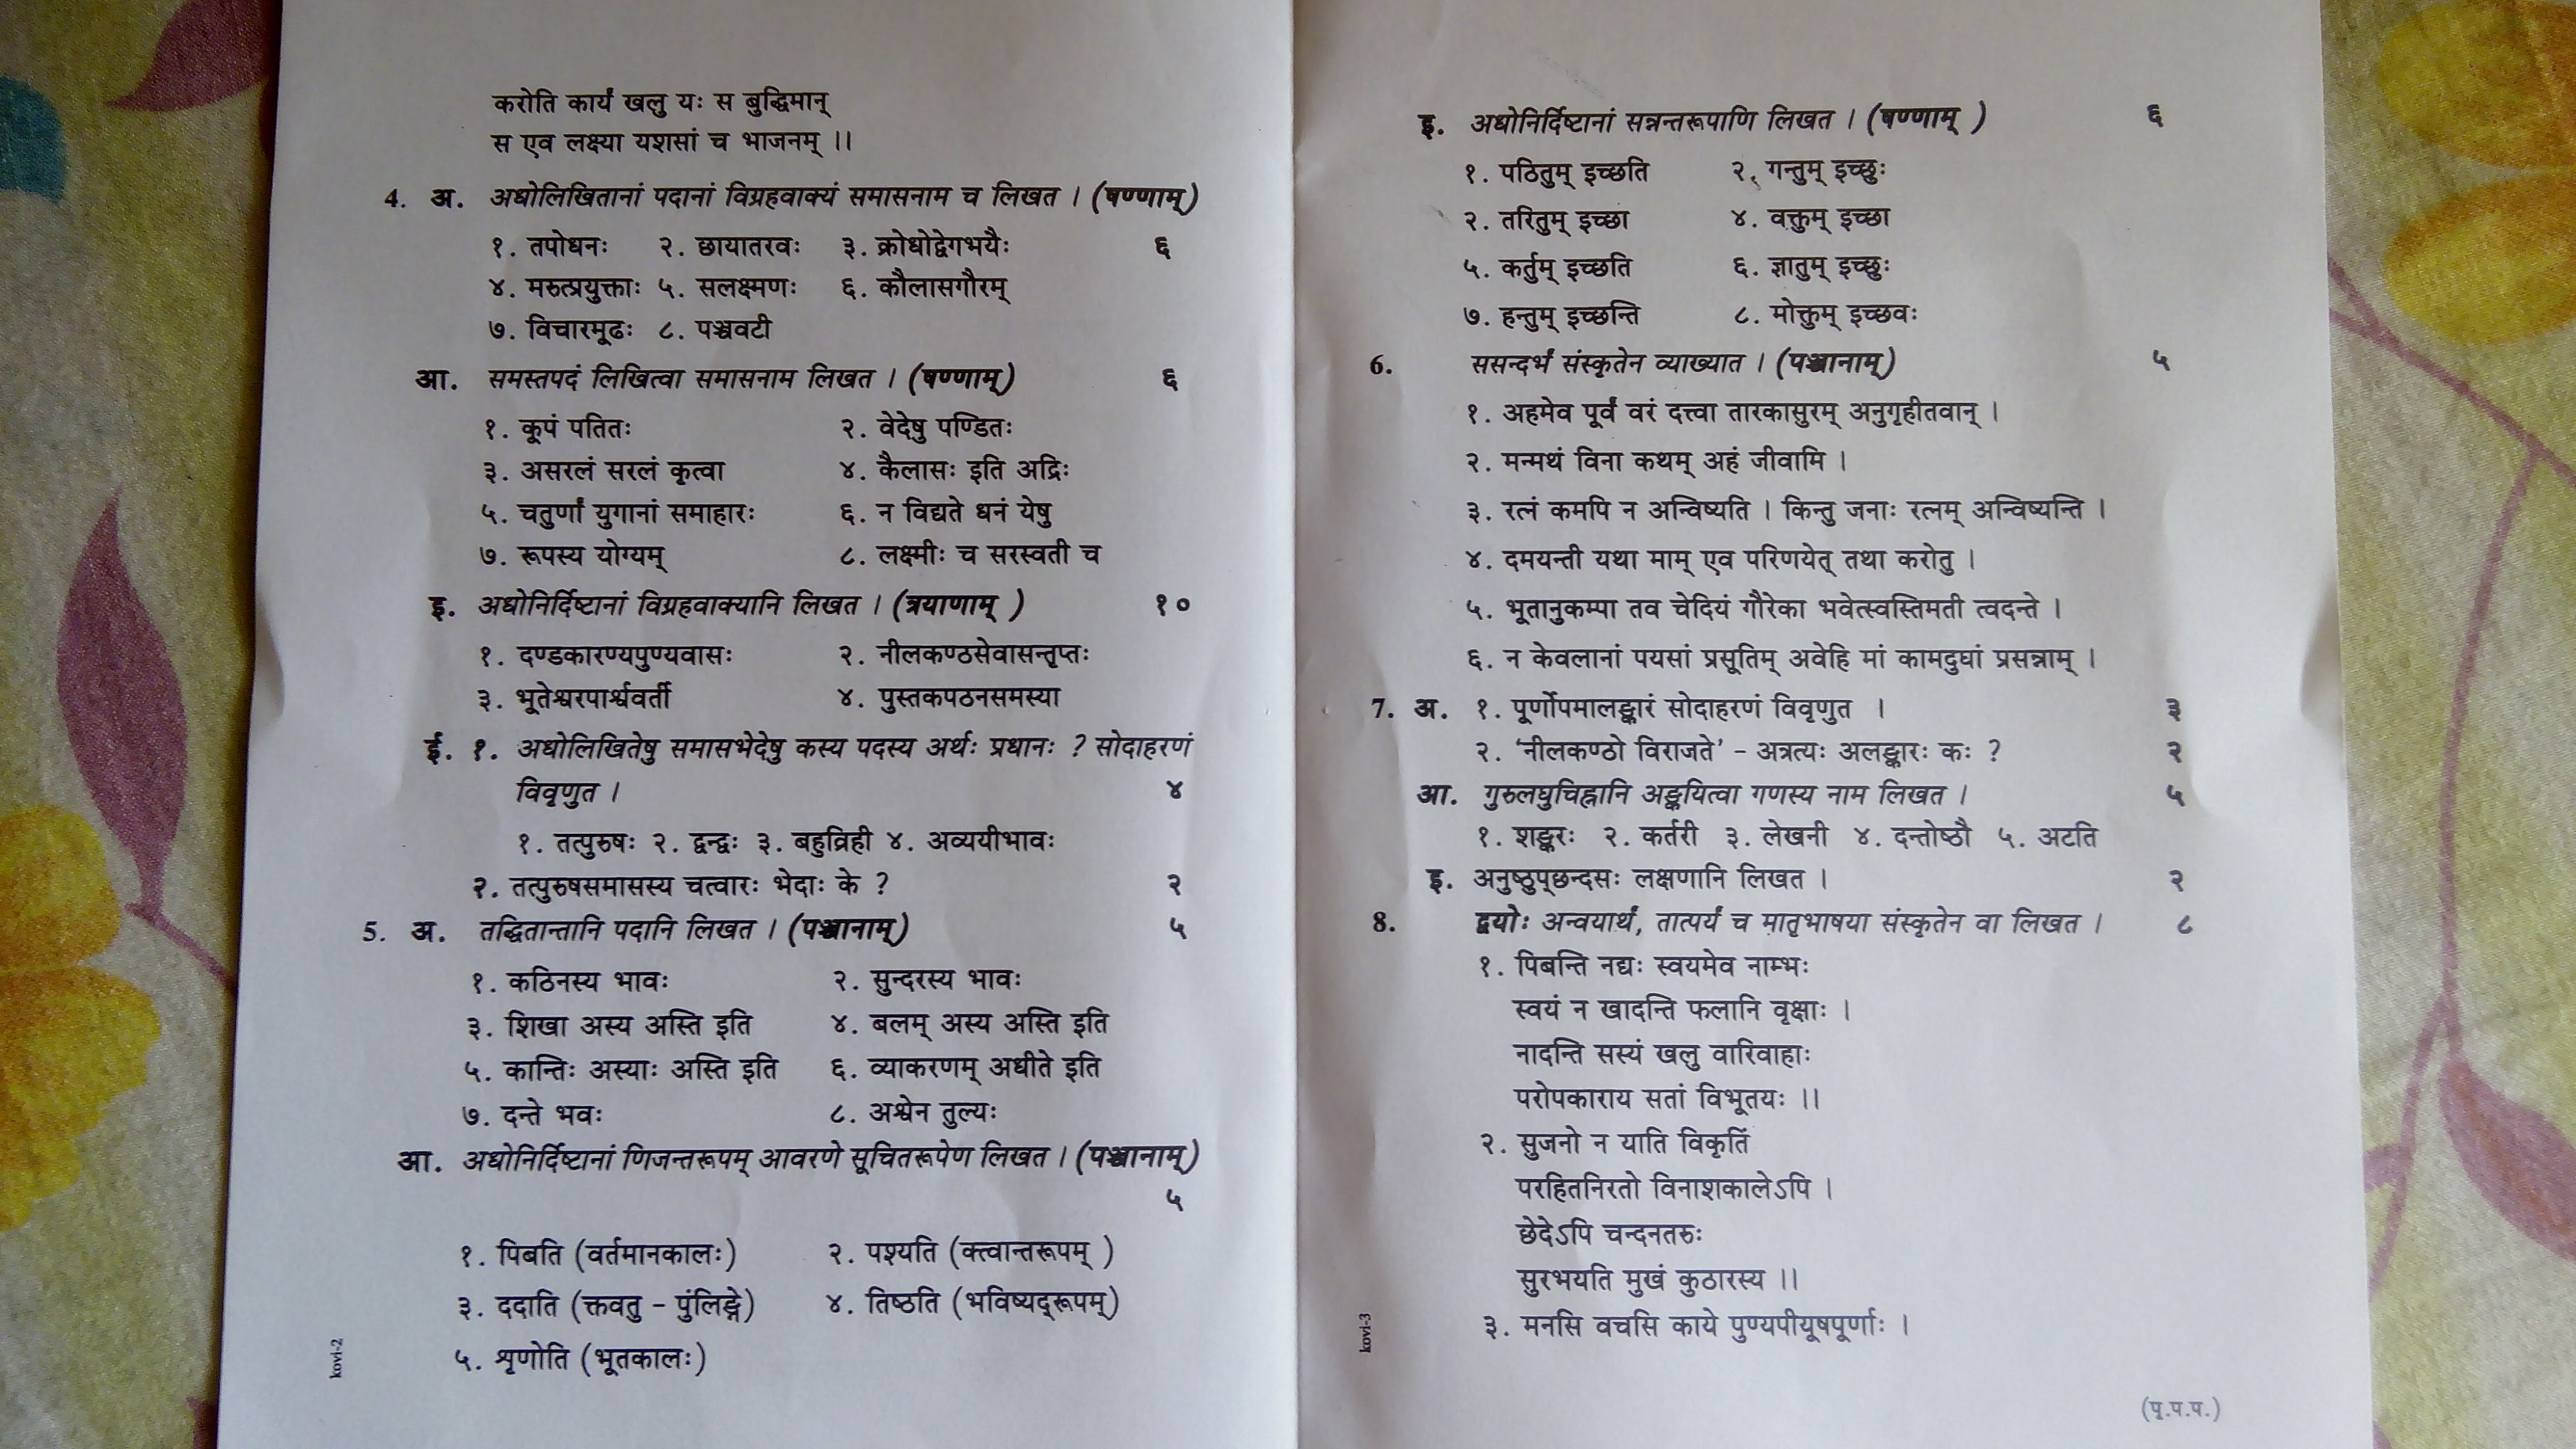 करोति कार्यं खलु यः स बुद्धिमान्
स एव लक्ष्या यशसां च भाजनम् ।।
4. अ. अधोलिखितानां पदानां विग्रहवाक्यं समासनाम च लिखत । (षण्णाम्)
१. तपोधनः २. छायातरवः ३. क्रोधोद्वेगभयैः ६
४. मरुत्प्रयुक्ताः ५. सलक्ष्मणः ६. कौलासगौरम्
७. विचारमूढः ८. पञ्चवटी
आ. समस्तपदं लिखित्वा समासनाम लिखत । (षण्णाम्) ६
१. कूपं पतितः २. वेदेषु पण्डितः
३. असरलं सरलं कृत्वा ४. कैलासः इति अद्रिः
५. चतुर्णां युगानां समाहारः ६. न विद्यते धनं येषु
७. रूपस्य योग्यम् ८. लक्ष्मीः च सरस्वती च
इ. अधोनिर्दिष्टानां विग्रहवाक्यानि लिखत । (त्रयाणाम् ) १०
१. दण्डकारण्यपुण्यवासः २. नीलकण्ठसेवासन्तृप्तः
३. भूतेश्वरपार्श्ववर्ती ४. पुस्तकपठनसमस्या
ई. १. अधोलिखितेषु समासभेदेषु कस्य पदस्य अर्थः प्रधानः ? सोदाहरणं
विवृणुत । ४
१. तत्पुरुषः २. द्वन्द्वः ३. बहुव्रिही ४. अव्ययीभावः
२. तत्पुरुषसमासस्य चत्वारः भेदाः के ? २
5. अ. तद्धितान्तानि पदानि लिखत । (पञ्चानाम्) ५
१. कठिनस्य भावः २. सुन्दरस्य भावः
३. शिखा अस्य अस्ति इति ४. बलम् अस्य अस्ति इति
५. कान्तिः अस्याः अस्ति इति ६. व्याकरणम् अधीते इति
७. दन्ते भवः ८. अश्वेन तुल्यः
आ. अधोनिर्दिष्टानां णिजन्तरूपम् आवरणे सूचितरूपेण लिखत । (पञ्चानाम्)
५
१. पिबति (वर्तमानकालः) २. पश्यति (क्त्वान्तरूपम् )
३. ददाति (क्तवतु - पुंलिङ्गे) ४. तिष्ठति (भविष्यद्रूपम्)
५. शृणोति (भूतकालः)
kovi-2
इ. अधोनिर्दिष्टानां सन्नन्तरूपाणि लिखत । (षण्णाम् ) ६
१. पठितुम् इच्छति २. गन्तुम् इच्छुः
२. तरितुम् इच्छा ४. वक्तुम् इच्छा
५. कर्तुम् इच्छति ६. ज्ञातुम् इच्छुः
७. हन्तुम् इच्छन्ति ८. मोक्तुम् इच्छवः
6. ससन्दर्भं संस्कृतेन व्याख्यात । (पञ्चानाम्) ५
१. अहमेव पूर्वं वरं दत्त्वा तारकासुरम् अनुगृहीतवान् ।
२. मन्मथं विना कथम् अहं जीवामि ।
३. रत्नं कमपि न अन्विष्यति । किन्तु जनाः रत्नम् अन्विष्यन्ति ।
४. दमयन्ती यथा माम् एव परिणयेत् तथा करोतु ।
५. भूतानुकम्पा तव चेदियं गौरेका भवेत्स्वस्तिमती त्वदन्ते ।
६. न केवलानां पयसां प्रसूतिम् अवेहि मां कामदुघां प्रसन्नाम् ।
7. अ. १. पूर्णोपमालङ्कारं सोदाहरणं विवृणुत । ३
२. ‘नीलकण्ठो विराजते’ - अत्रत्यः अलङ्कारः कः ? २
आ. गुरुलघुचिह्नानि अङ्कयित्वा गणस्य नाम लिखत । ५
१. शङ्करः २. कर्तरी ३. लेखनी ४. दन्तोष्ठौ ५. अटति
इ. अनुष्ठुप्छन्दसः लक्षणानि लिखत । २
8. द्वयोः अन्वयार्थं, तात्पर्यं च मातृभाषया संस्कृतेन वा लिखत । ८
१. पिबन्ति नद्यः स्वयमेव नाम्भः
स्वयं न खादन्ति फलानि वृक्षाः ।
नादन्ति सस्यं खलु वारिवाहाः
परोपकाराय सतां विभूतयः ।।
२. सुजनो न याति विकृतिं
परहितनिरतो विनाशकालेऽपि ।
छेदेऽपि चन्दनतरुः
सुरभयति मुखं कुठारस्य ।।
३. मनसि वचसि काये पुण्यपीयूषपूर्णाः ।
kovi-3
(पृ.प.प.)